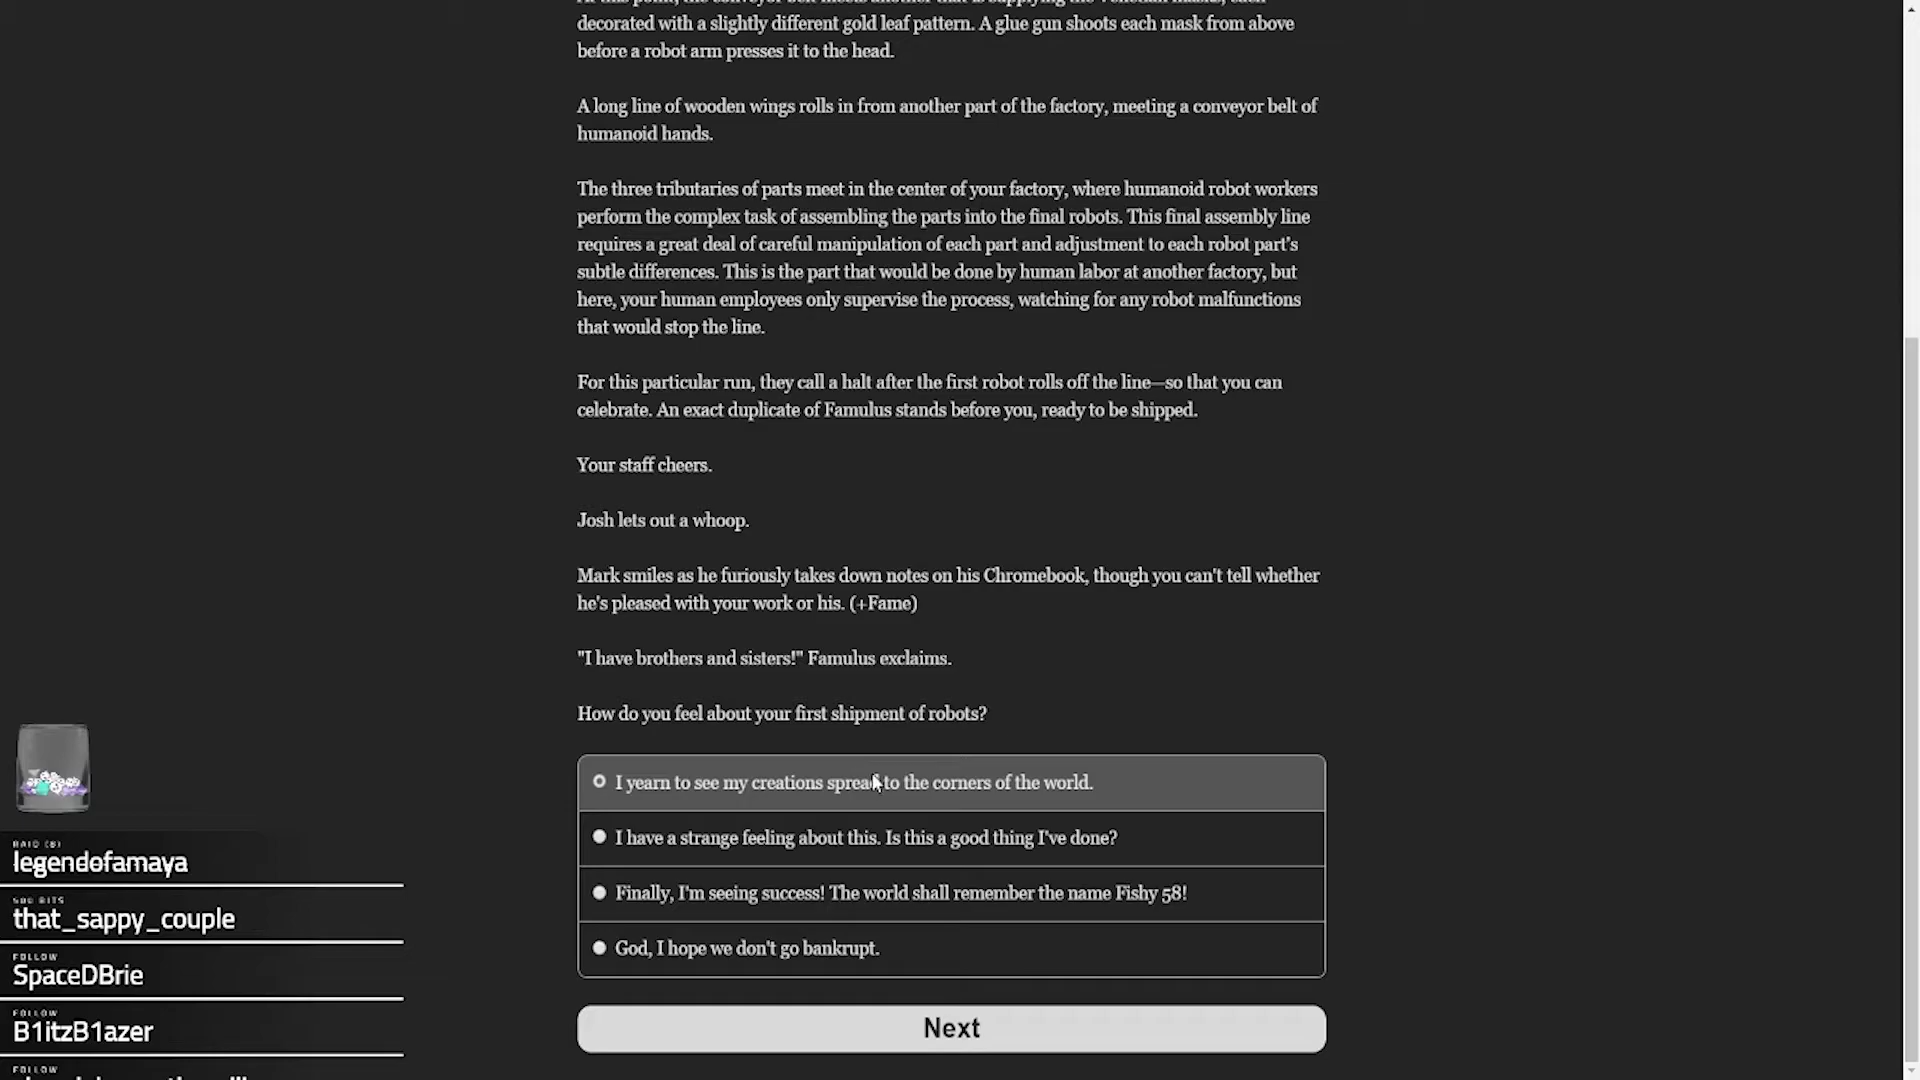 decorated with a slightly different gold leaf pattern. A glue gun shoots each mask from above
before a robot arm presses it to the head.
A long line of wooden wings rolls in from another part of the factory, meeting a conveyor belt of
humanoid hands.
The three tributaries of parts meet in the center of your factory, where humanoid robot workers
perform the complex task of assembling the parts into the final robots. This final assembly line
requires a great deal of careful manipulation of each part and adjustment to each robot part's
subtle differences. This is the part that would be done by human labor at another factory, but
here, your human employees only supervise the process, watching for any robot malfunctions
that would stop the line.
For this particular run, they call a halt after the first robot rolls off the line—so that you can
celebrate. An exact duplicate of Famulus stands before you, ready to be shipped.
Your staff cheers.
Josh lets out a whoop.
Mark smiles as he furiously takes down notes on his Chromebook, though you can't tell whether
he's pleased with your work or his. (+Fame)
"I have brothers and sisters!" Famulus exclaims.
How do you feel about your first shipment of robots?
I yearn to see my creations spread to the corners of the world.
I have a strange feeling about this. Is this a good thing I've done?
Finally, I'm seeing success! The world shall remember the name Fishy 58!
God, I hope we don't go bankrupt.
Next
RAID (8)
legendofamaya
500 BITS
that_sappy_couple
FOLLOW
SpaceDBrie
FOLLOW
B1itzB1azer
FOLLOW